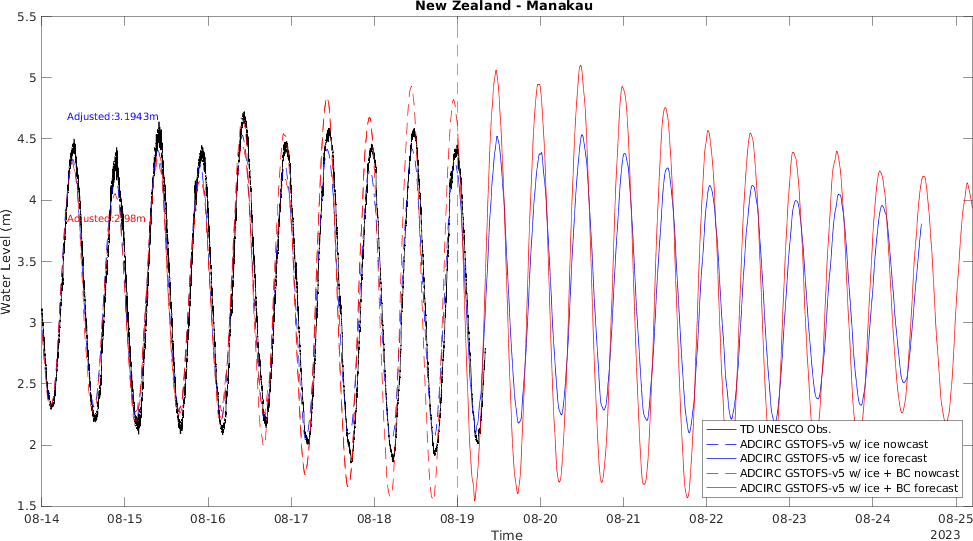 New Zealand - Manakau
5.5
5
4.5
4
3.5
3
2.5
2
1.5
Water Level (m)
Adjusted:3.1943m
Adjusted:2.98m
TD UNESCO Obs.
ADCIRC GSTOFS-v5 w/ ice nowcast
ADCIRC GSTOFS-v5 w/ ice forecast
ADCIRC GSTOFS-v5 w/ ice + BC nowcast
ADCIRC GSTOFS-v5 w/ ice + BC forecast
08-14 08-15 08-16 08-17 08-18 08-19 08-20 08-21 08-22 08-23 08-24 08-25
Time
2023